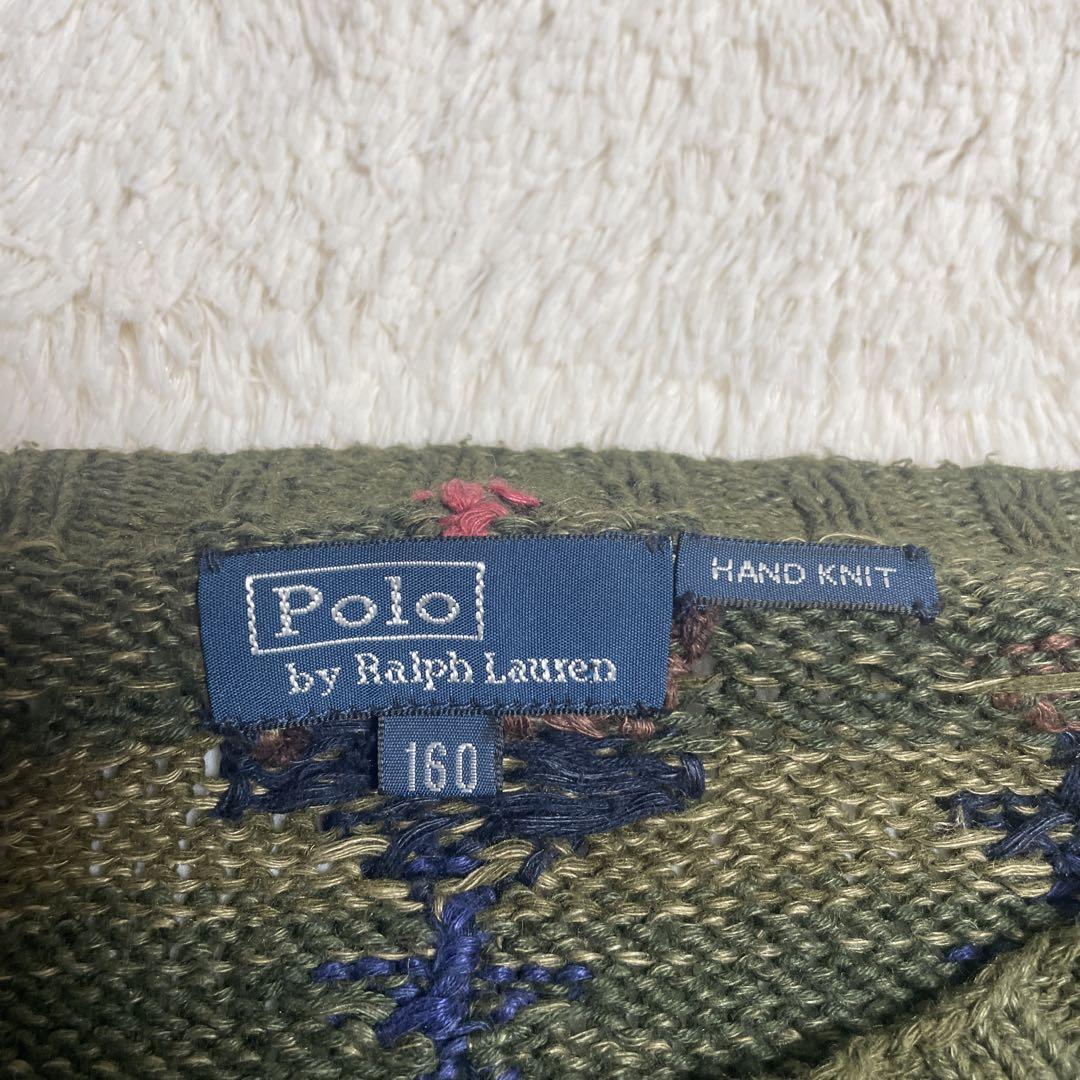 Polo
by Ralph Lauren
HAND KNIT
160